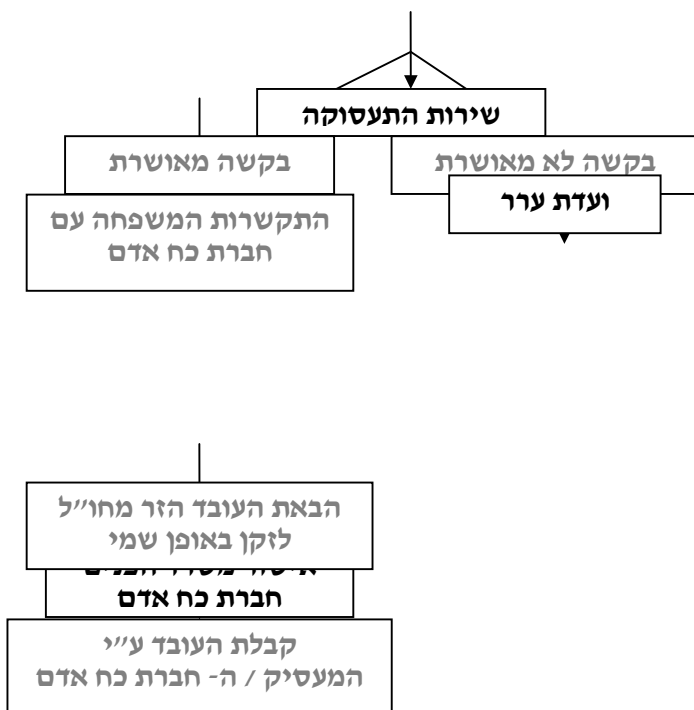 שירות התעסוקה
בקשה לא מאושרת
בקשה מאושרת
ועדת ערר
התקשרות המשפחה עם
חברת כח אדם
הבאת העובד הזר מחו״ל
לזקן באופן שמי
חברת כח אדם
קבלת העובד ע״י
המעסיק / ה- חברת כח אדם